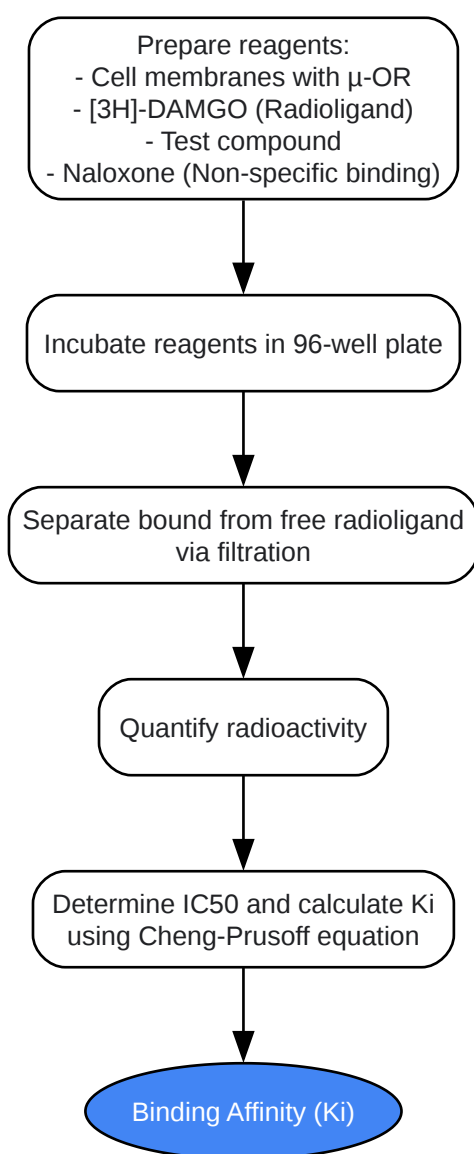 Prepare reagents:
- Cell membranes with µ-OR
- [3H]-DAMGO (Radioligand)
- Test compound
- Naloxone (Non-specific binding)
Incubate reagents in 96-well plate
Separate bound from free radioligand
via filtration
Quantify radioactivity
Determine IC50 and calculate Ki
using Cheng-Prusoff equation
Binding Affinity (Ki)